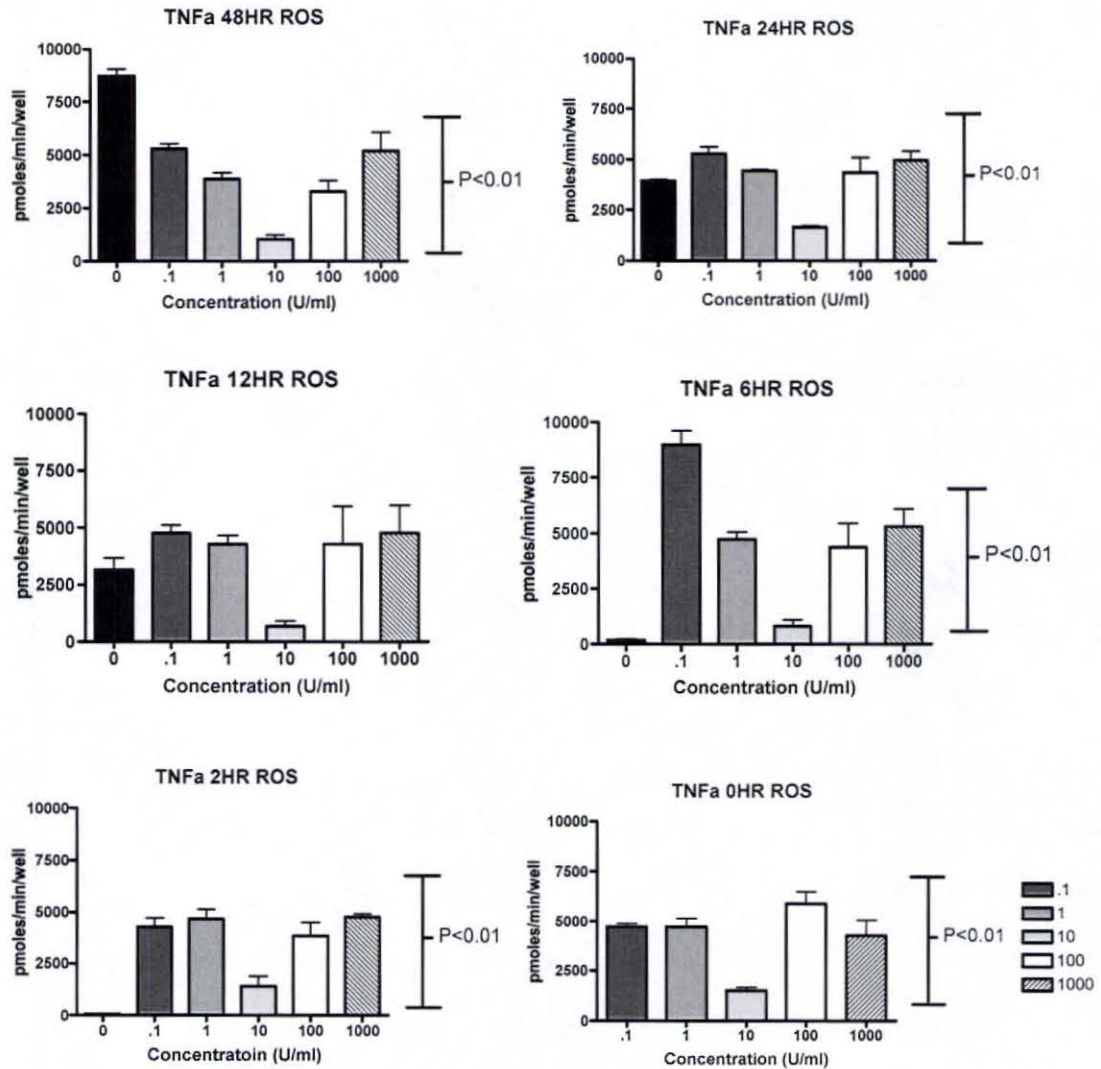 TNFa 48HR ROS
pmoles/min/well
10000
7500
5000
2500
0
0 .1 1 10 100 1000
Concentration (U/ml)
P<0.01
TNFa 24HR ROS
pmoles/min/well
10000
7500
5000
2500
0
0 .1 1 10 100 1000
Concentration (U/ml)
P<0.01
TNFa 12HR ROS
pmoles/min/well
10000
7500
5000
2500
0
0 .1 1 10 100 1000
Concentration (U/ml)
TNFa 6HR ROS
pmoles/min/well
10000
7500
5000
2500
0
0 .1 1 10 100 1000
Concentration (U/ml)
P<0.01
TNFa 2HR ROS
pmoles/min/well
10000
7500
5000
2500
0
0 .1 1 10 100 1000
Concentratoin (U/ml)
P<0.01
TNFa 0HR ROS
pmoles/min/well
10000
7500
5000
2500
0
.1 1 10 100 1000
Concentration (U/ml)
P<0.01
.1
1
10
100
1000